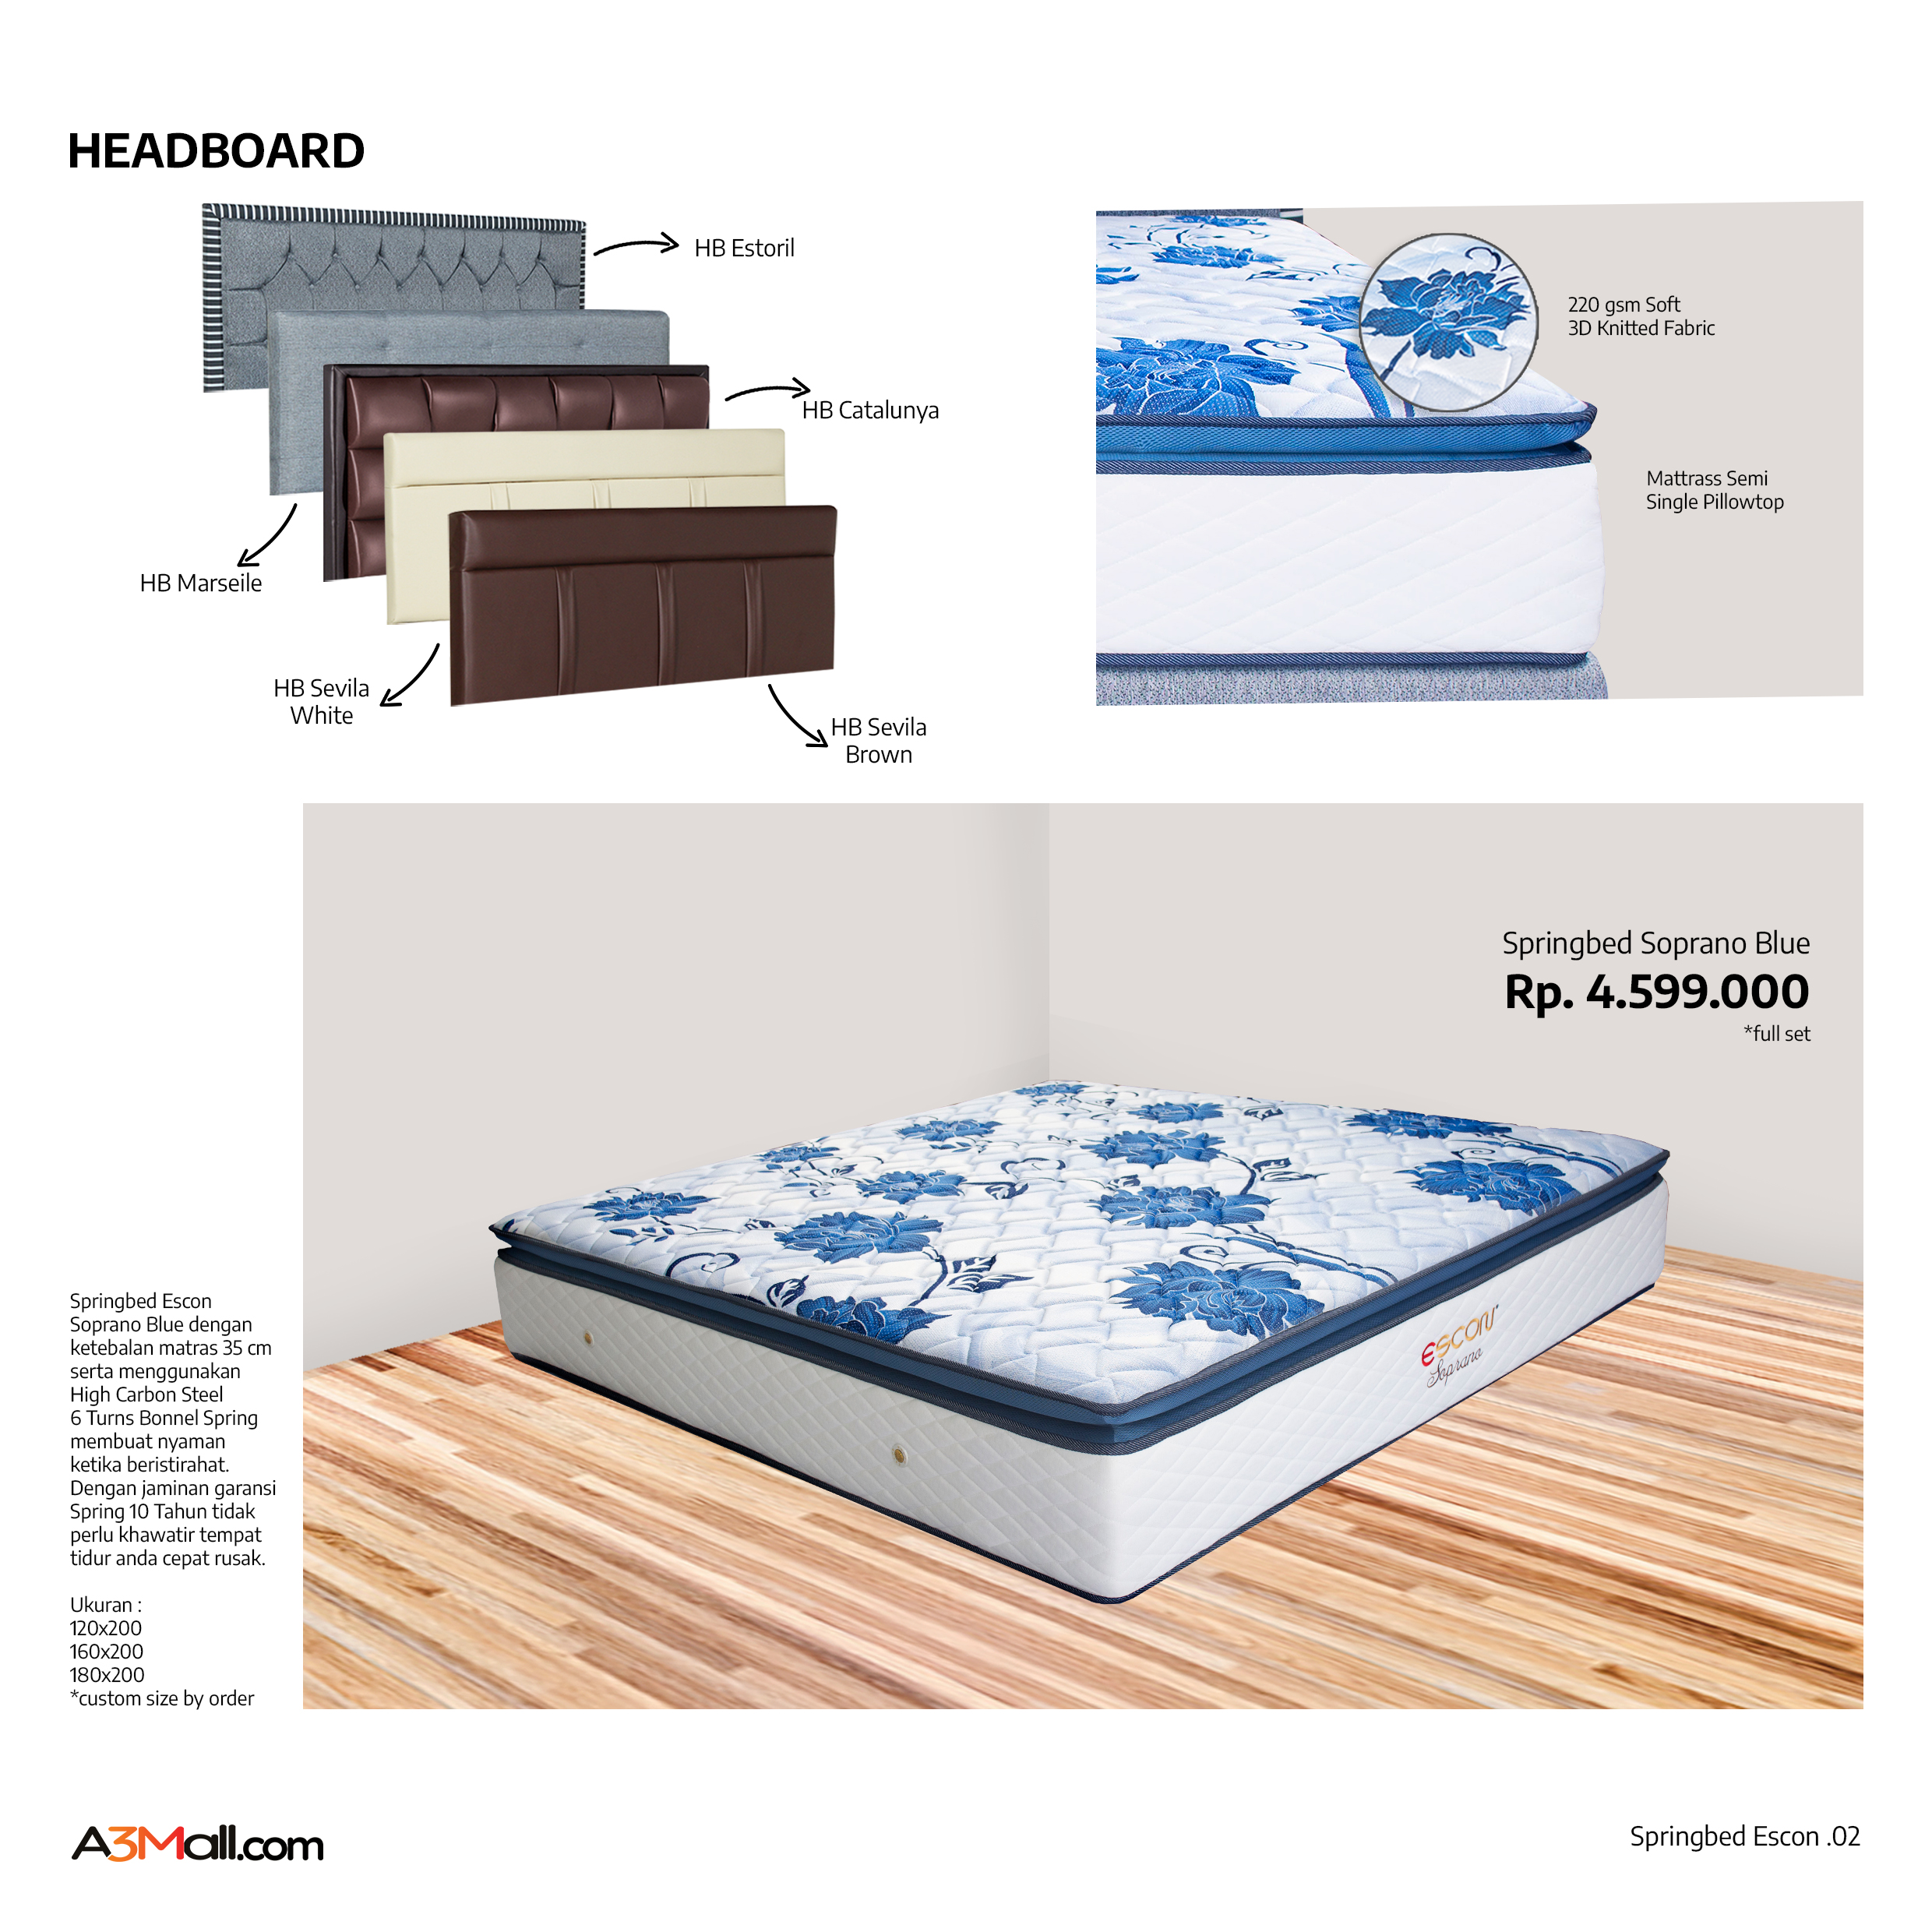 HEADBOARD
HB Estoril
HB Catalunya
HB Marseile
HB Sevila
White
HB Sevila
Brown
220 gsm Soft
3D Knitted Fabric
Mattrass Semi
Single Pillowtop
Springbed Soprano Blue
Rp. 4.599.000
*full set
escon
Soprano
Springbed Escon
Soprano Blue dengan
ketebalan matras 35 cm
serta menggunakan
High Carbon Steel
6 Turns Bonnel Spring
membuat nyaman
ketika beristirahat.
Dengan jaminan garansi
Spring 10 Tahun tidak
perlu khawatir tempat
tidur anda cepat rusak.
Ukuran :
120x200
160x200
180x200
*custom size by order
A3Mall.com
Springbed Escon .02